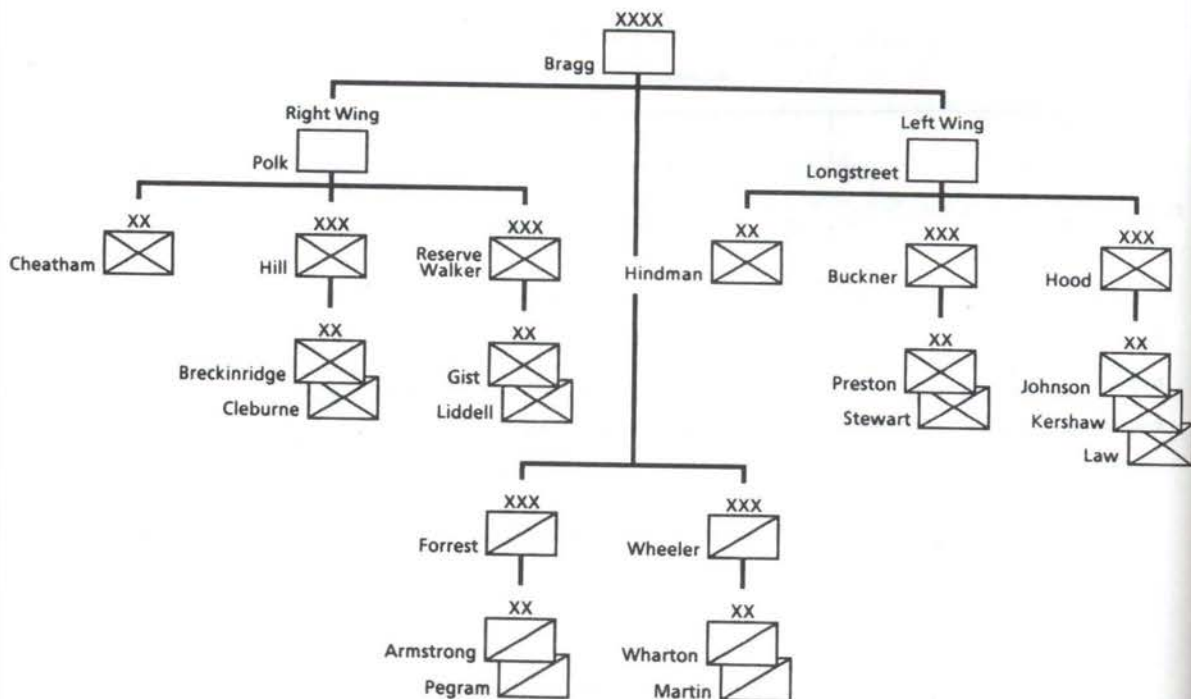 XXXX
Bragg
Right Wing
Left Wing
Polk
Longstreet
XX
XXX
XXX
XX
XXX
XXX
Cheatham
Hill
Reserve
Walker
Hindman
Buckner
Hood
XX
XX
XX
XX
Breckinridge
Gist
Preston
Johnson
Cleburne
Liddell
Stewart
Kershaw
Law
XXX
XXX
Forrest
Wheeler
XX
XX
Armstrong
Wharton
Pegram
Martin